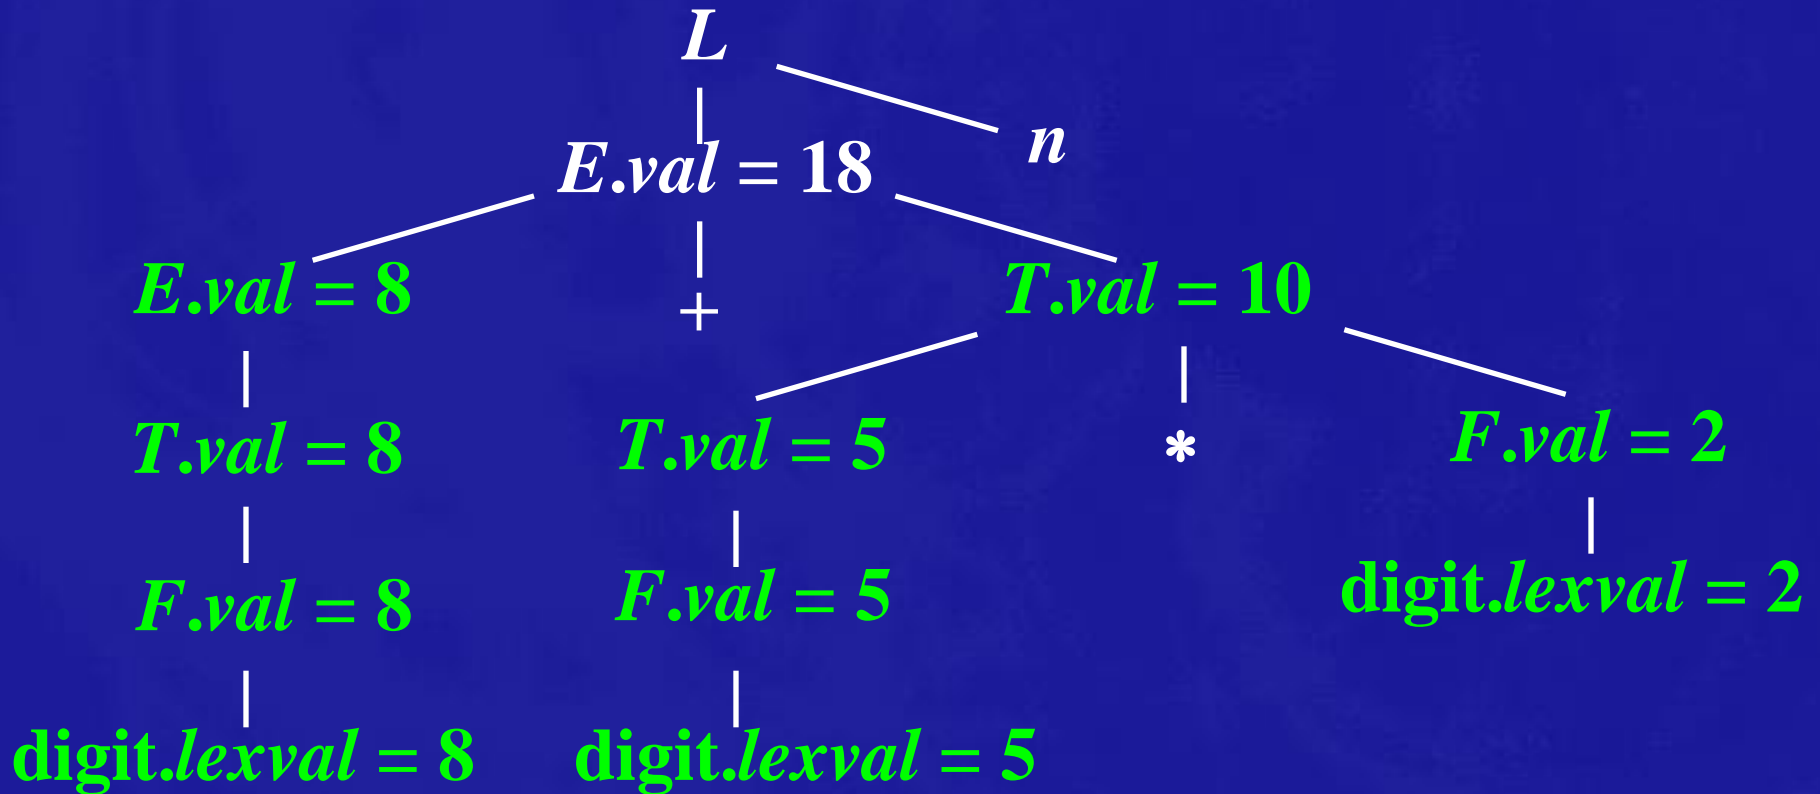 L
n
E.val = 18
E.val = 8
+
T.val = 10
T.val = 8
T.val = 5
*
F.val = 2
F.val = 8
F.val = 5
digit.lexval = 2
digit.lexval = 8
digit.lexval = 5